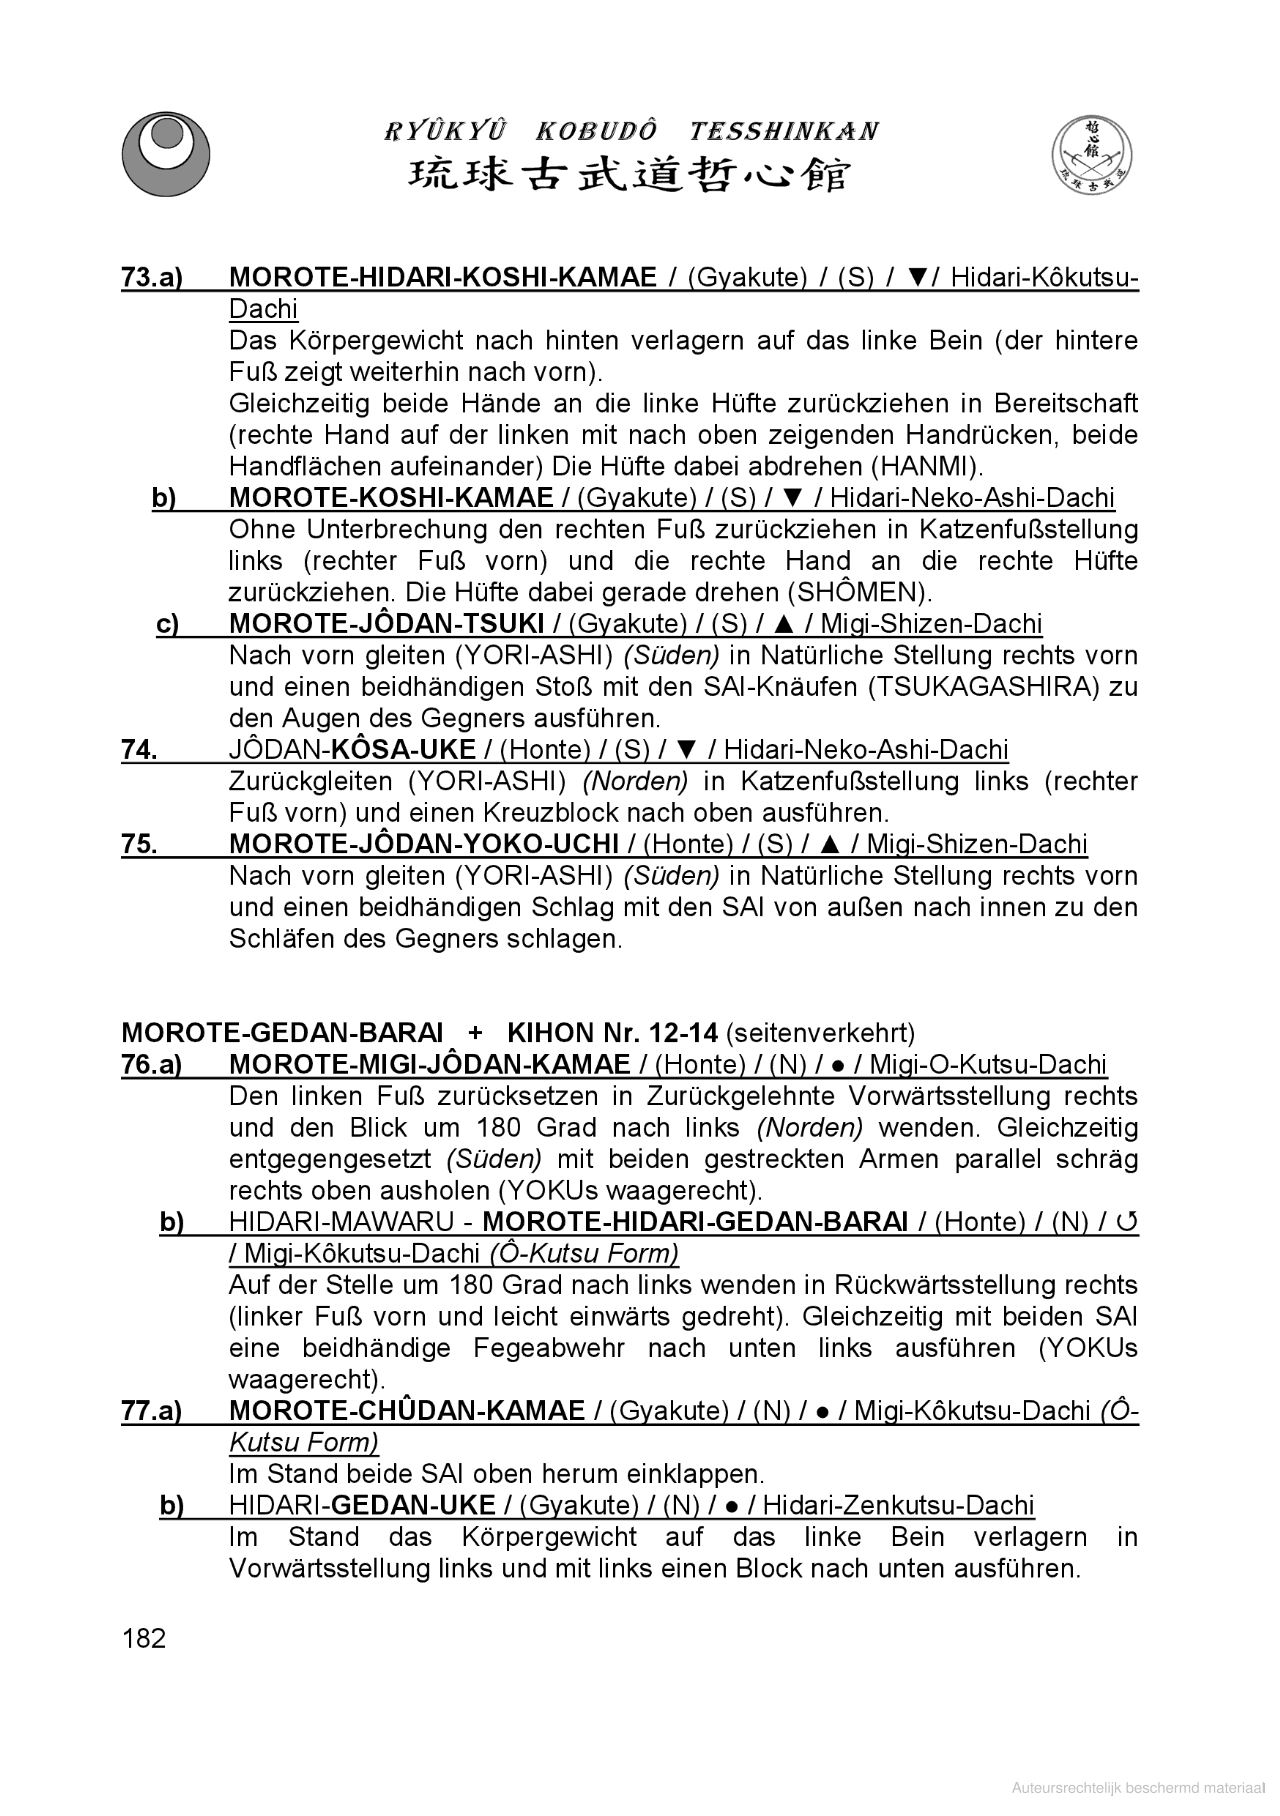 RYÛKYÛ KOBUDÔ TESSHINKAN
琉球古武道哲心館
哲心館
琉球古武道
73.a) MOROTE-HIDARI-KOSHI-KAMAE / (Gyakute) / (S) / ▼/ Hidari-Kôkutsu-
Dachi
Das Körpergewicht nach hinten verlagern auf das linke Bein (der hintere
Fuß zeigt weiterhin nach vorn).
Gleichzeitig beide Hände an die linke Hüfte zurückziehen in Bereitschaft
(rechte Hand auf der linken mit nach oben zeigenden Handrücken, beide
Handflächen aufeinander) Die Hüfte dabei abdrehen (HANMI).
b) MOROTE-KOSHI-KAMAE / (Gyakute) / (S) / ▼ / Hidari-Neko-Ashi-Dachi
Ohne Unterbrechung den rechten Fuß zurückziehen in Katzenfußstellung
links (rechter Fuß vorn) und die rechte Hand an die rechte Hüfte
zurückziehen. Die Hüfte dabei gerade drehen (SHÔMEN).
c) MOROTE-JÔDAN-TSUKI / (Gyakute) / (S) / ▲ / Migi-Shizen-Dachi
Nach vorn gleiten (YORI-ASHI) (Süden) in Natürliche Stellung rechts vorn
und einen beidhändigen Stoß mit den SAI-Knäufen (TSUKAGASHIRA) zu
den Augen des Gegners ausführen.
74. JÔDAN-KÔSA-UKE / (Honte) / (S) / ▼ / Hidari-Neko-Ashi-Dachi
Zurückgleiten (YORI-ASHI) (Norden) in Katzenfußstellung links (rechter
Fuß vorn) und einen Kreuzblock nach oben ausführen.
75. MOROTE-JÔDAN-YOKO-UCHI / (Honte) / (S) / ▲ / Migi-Shizen-Dachi
Nach vorn gleiten (YORI-ASHI) (Süden) in Natürliche Stellung rechts vorn
und einen beidhändigen Schlag mit den SAI von außen nach innen zu den
Schläfen des Gegners schlagen.
MOROTE-GEDAN-BARAI + KIHON Nr. 12-14 (seitenverkehrt)
76.a) MOROTE-MIGI-JÔDAN-KAMAE / (Honte) / (N) / ● / Migi-O-Kutsu-Dachi
Den linken Fuß zurücksetzen in Zurückgelehnte Vorwärtsstellung rechts
und den Blick um 180 Grad nach links (Norden) wenden. Gleichzeitig
entgegengesetzt (Süden) mit beiden gestreckten Armen parallel schräg
rechts oben ausholen (YOKUs waagerecht).
b) HIDARI-MAWARU - MOROTE-HIDARI-GEDAN-BARAI / (Honte) / (N) / ↺
/ Migi-Kôkutsu-Dachi (Ô-Kutsu Form)
Auf der Stelle um 180 Grad nach links wenden in Rückwärtsstellung rechts
(linker Fuß vorn und leicht einwärts gedreht). Gleichzeitig mit beiden SAI
eine beidhändige Fegeabwehr nach unten links ausführen (YOKUs
waagerecht).
77.a) MOROTE-CHÛDAN-KAMAE / (Gyakute) / (N) / ● / Migi-Kôkutsu-Dachi (Ô-
Kutsu Form)
Im Stand beide SAI oben herum einklappen.
b) HIDARI-GEDAN-UKE / (Gyakute) / (N) / ● / Hidari-Zenkutsu-Dachi
Im Stand das Körpergewicht auf das linke Bein verlagern in
Vorwärtsstellung links und mit links einen Block nach unten ausführen.
182
Auteursrechtelijk beschermd materiaal